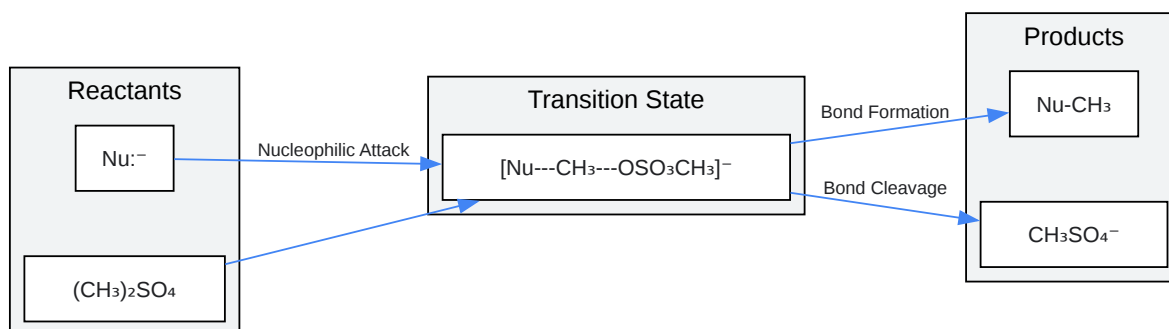 Reactants
Nu:⁻
(CH₃)₂SO₄
Nucleophilic Attack
Transition State
[Nu---CH₃---OSO₃CH₃]⁻
Bond Formation
Bond Cleavage
Products
Nu-CH₃
CH₃SO₄⁻